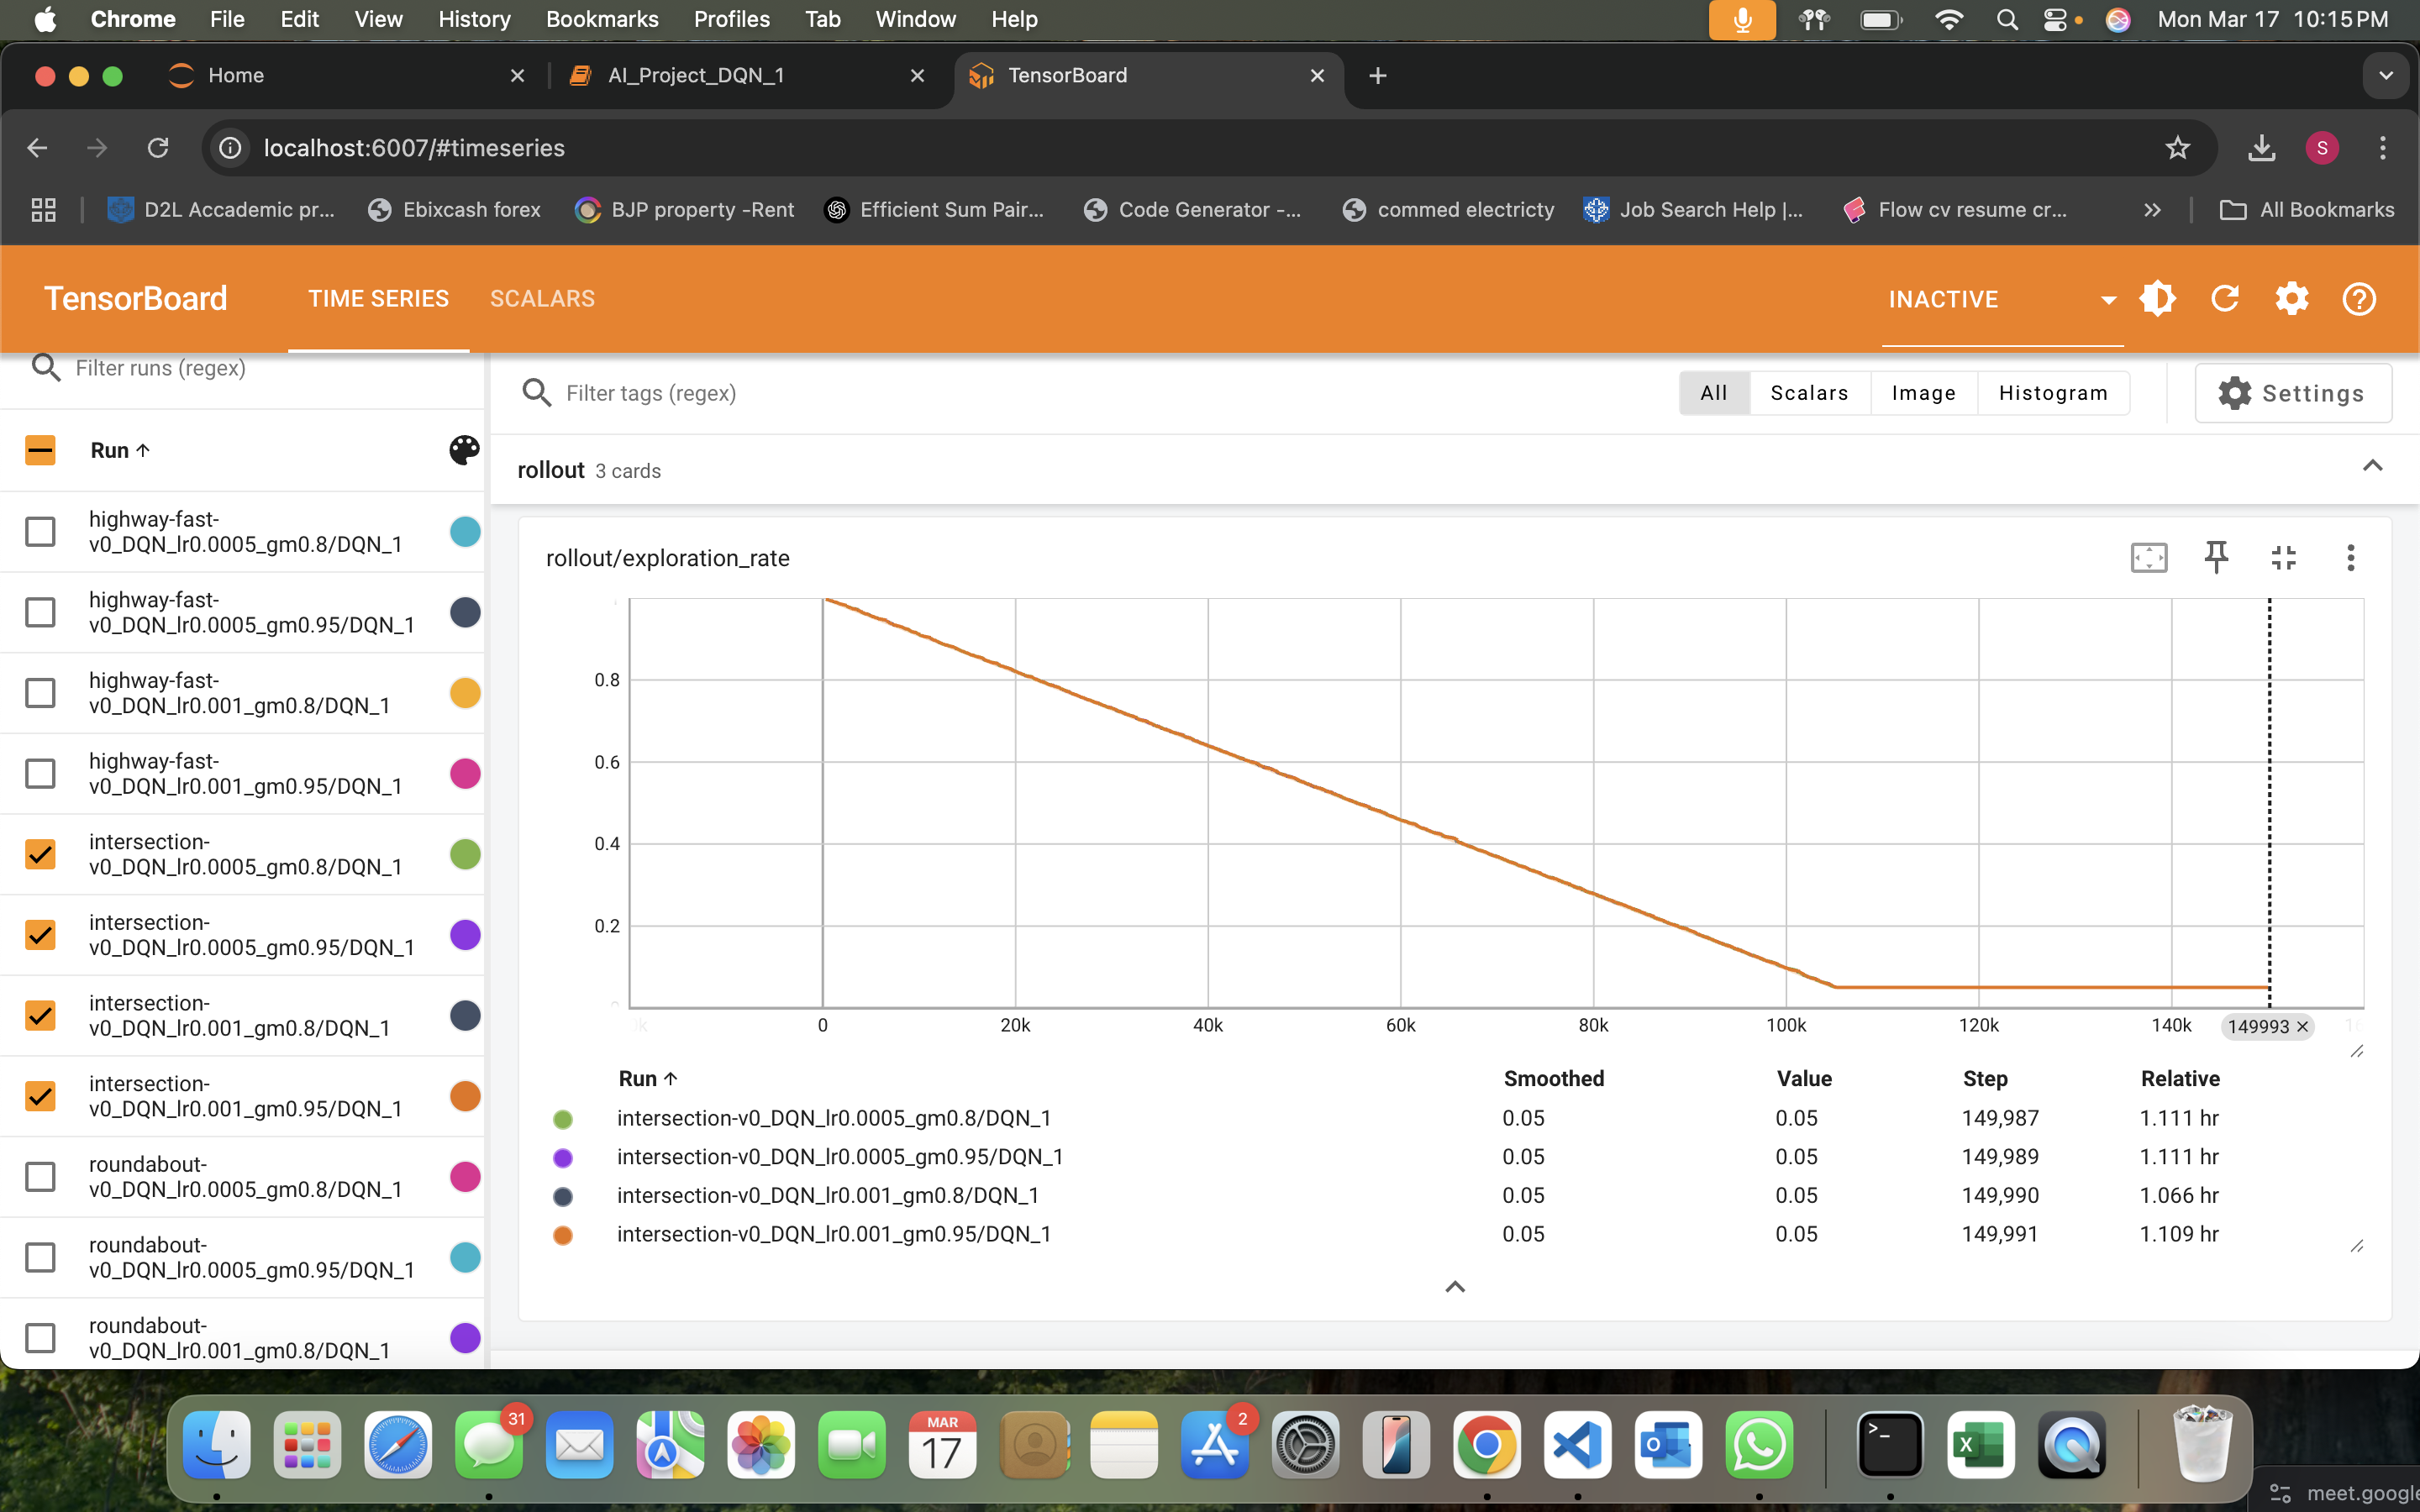 Chrome File Edit View History Bookmarks Profiles Tab Window Help Mon Mar 17 10:15 PM
Home AI_Project_DQN_1 TensorBoard
localhost:6007/#timeseries S
D2L Accademic pr... Ebixcash forex BJP property -Rent Efficient Sum Pair... Code Generator -... commed electricty Job Search Help |... Flow cv resume cr... All Bookmarks
TensorBoard TIME SERIES SCALARS INACTIVE
Filter runs (regex)
Run
highway-fast-
v0_DQN_lr0.0005_gm0.8/DQN_1
highway-fast-
v0_DQN_lr0.0005_gm0.95/DQN_1
highway-fast-
v0_DQN_lr0.001_gm0.8/DQN_1
highway-fast-
v0_DQN_lr0.001_gm0.95/DQN_1
intersection-
v0_DQN_lr0.0005_gm0.8/DQN_1
intersection-
v0_DQN_lr0.0005_gm0.95/DQN_1
intersection-
v0_DQN_lr0.001_gm0.8/DQN_1
intersection-
v0_DQN_lr0.001_gm0.95/DQN_1
roundabout-
v0_DQN_lr0.0005_gm0.8/DQN_1
roundabout-
v0_DQN_lr0.0005_gm0.95/DQN_1
roundabout-
v0_DQN_lr0.001_gm0.8/DQN_1
Filter tags (regex) All Scalars Image Histogram Settings
rollout 3 cards
rollout/exploration_rate
0.8
0.6
0.4
0.2
0 20k 40k 60k 80k 100k 120k 140k 149993
Run Smoothed Value Step Relative
intersection-v0_DQN_lr0.0005_gm0.8/DQN_1 0.05 0.05 149,987 1.111 hr
intersection-v0_DQN_lr0.0005_gm0.95/DQN_1 0.05 0.05 149,989 1.111 hr
intersection-v0_DQN_lr0.001_gm0.8/DQN_1 0.05 0.05 149,990 1.066 hr
intersection-v0_DQN_lr0.001_gm0.95/DQN_1 0.05 0.05 149,991 1.109 hr
31 MAR 17 2
meet.google